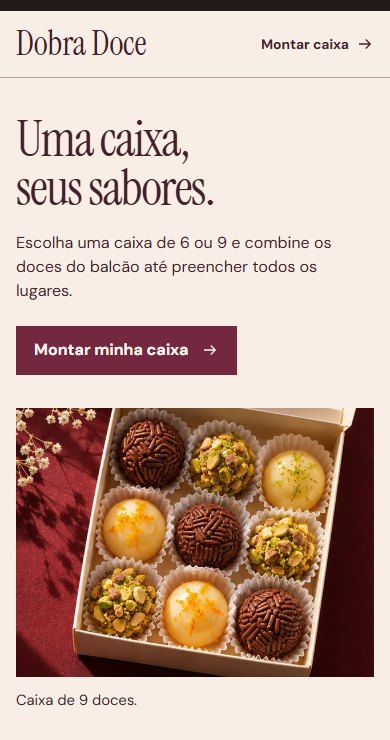 Dobra Doce
Montar caixa →
Uma caixa,
seus sabores.
Escolha uma caixa de 6 ou 9 e combine os
doces do balcão até preencher todos os
lugares.
Montar minha caixa →
Caixa de 9 doces.